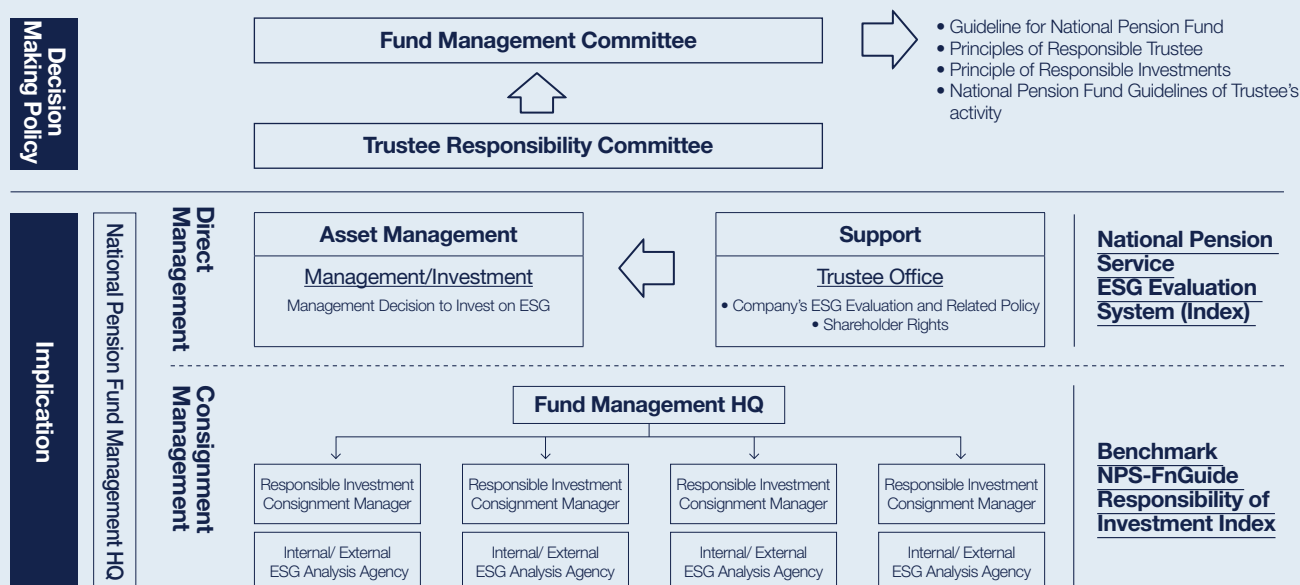 Decision
Making Policy
Fund Management Committee
Trustee Responsibility Committee
• Guideline for National Pension Fund
• Principles of Responsible Trustee
• Principle of Responsible Investments
• National Pension Fund Guidelines of Trustee's
activity
Implication
National Pension Fund Management HQ
Direct
Management
Asset Management
Management/Investment
Management Decision to Invest on ESG
Support
Trustee Office
• Company's ESG Evaluation and Related Policy
• Shareholder Rights
National Pension
Service
ESG Evaluation
System (Index)
Consignment
Management
Fund Management HQ
Responsible Investment
Consignment Manager
Responsible Investment
Consignment Manager
Responsible Investment
Consignment Manager
Responsible Investment
Consignment Manager
Internal/ External
ESG Analysis Agency
Internal/ External
ESG Analysis Agency
Internal/ External
ESG Analysis Agency
Internal/ External
ESG Analysis Agency
Benchmark
NPS-FnGuide
Responsibility of
Investment Index